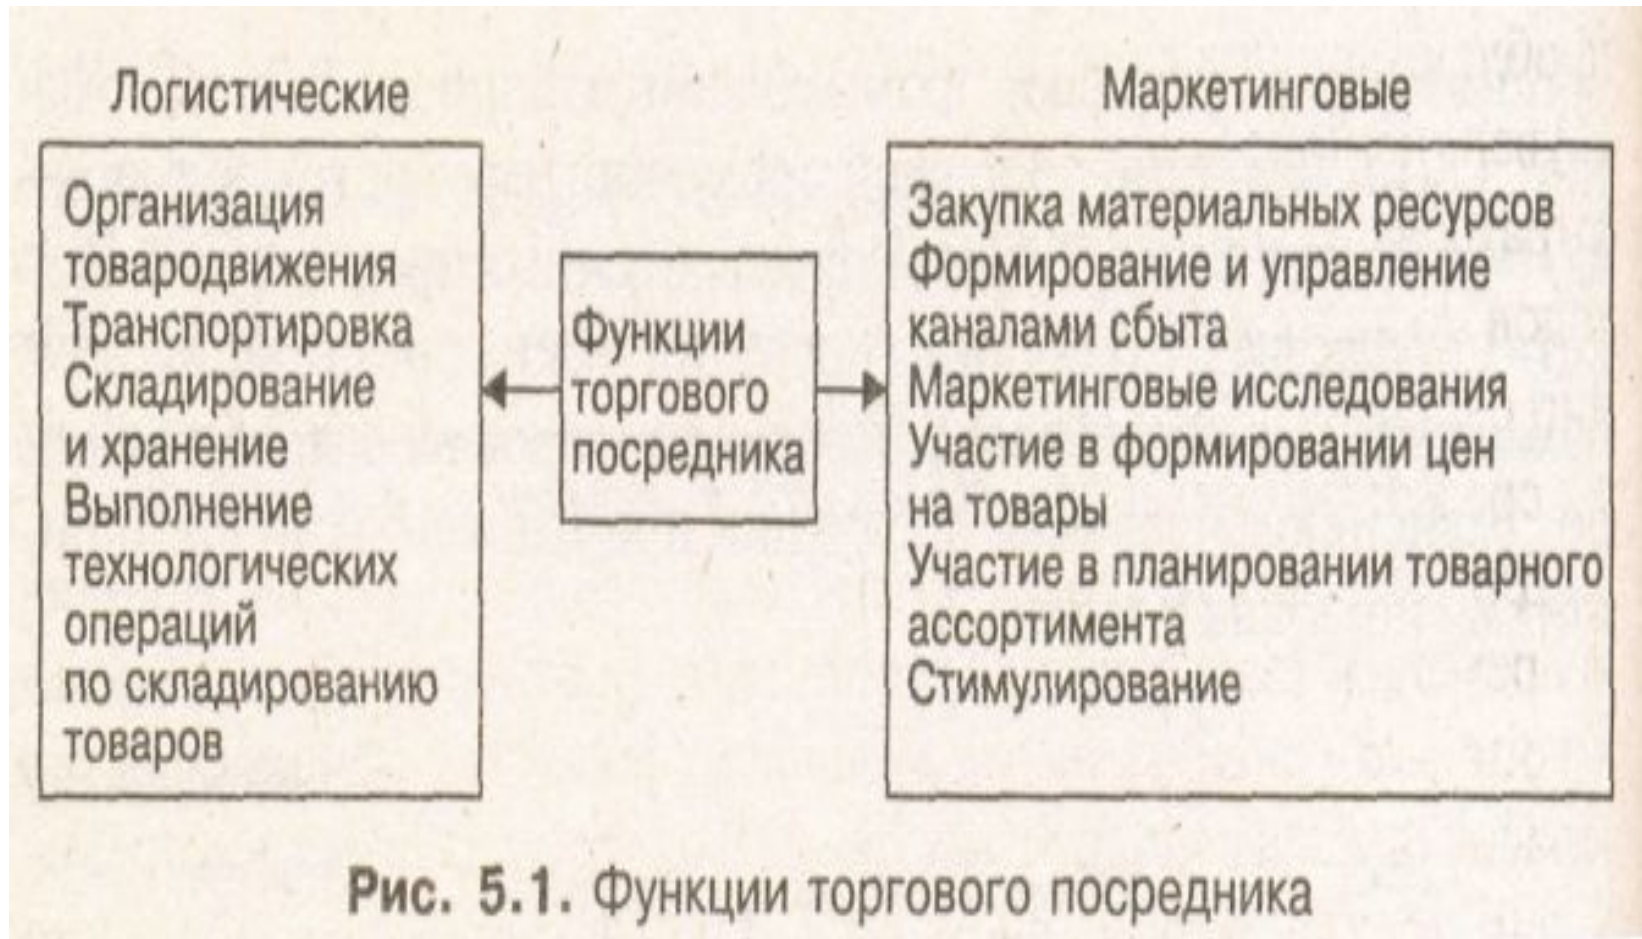 Логистические
Организация
товародвижения
Транспортировка
Складирование
и хранение
Выполнение
технологических
операций
по складированию
товаров
Функции
торгового
посредника
Маркетинговые
Закупка материальных ресурсов
Формирование и управление
каналами сбыта
Маркетинговые исследования
Участие в формировании цен
на товары
Участие в планировании товарного
ассортимента
Стимулирование
Рис. 5.1. Функции торгового посредника